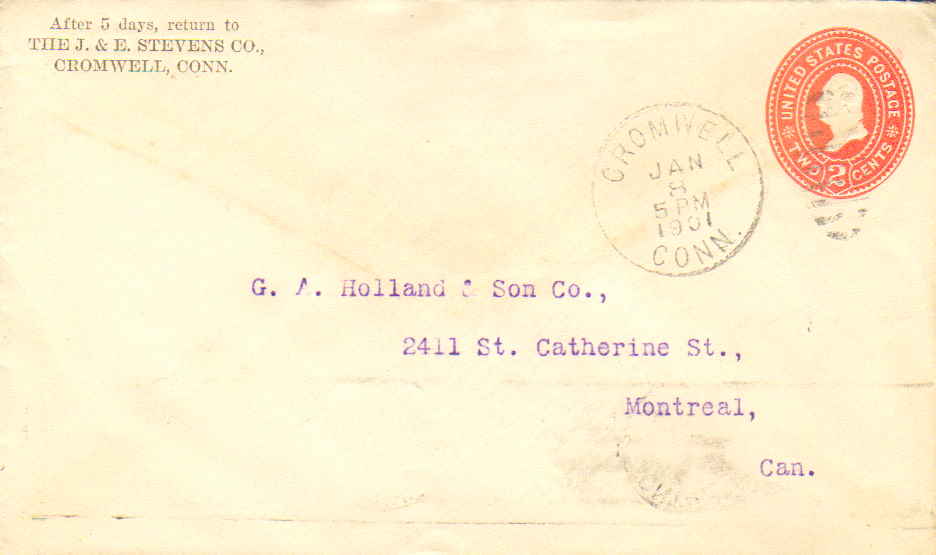 After 5 days, return to
THE J. & E. STEVENS CO.,
CROMWELL, CONN.
UNITED STATES POSTAGE
TWO 2 CENTS
CROMWELL
JAN
8
5 PM
1901
CONN.
G. A. Holland & Son Co.,
2411 St. Catherine St.,
Montreal,
Can.